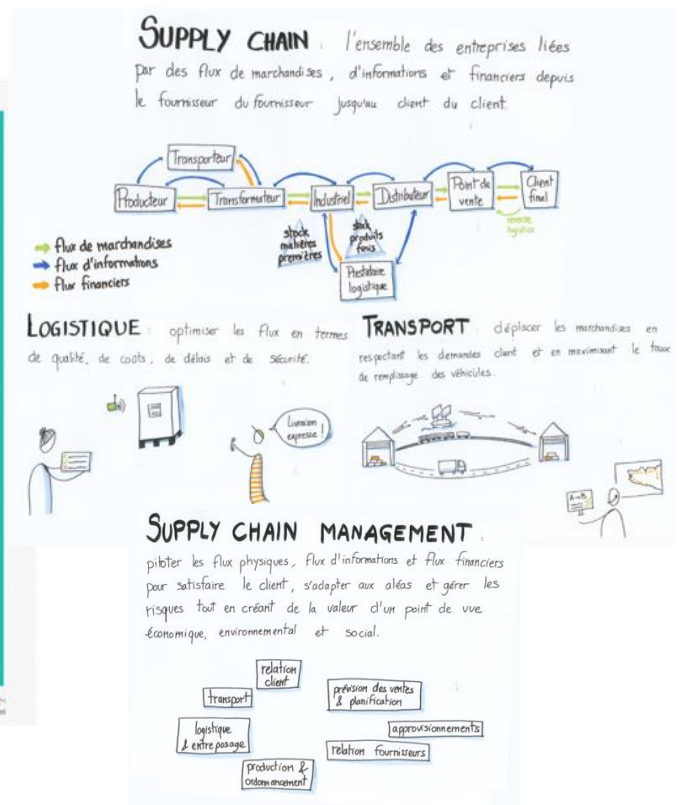 SUPPLY CHAIN : l'ensemble des entreprises liées
par des flux de marchandises, d'informations et financiers depuis
le fournisseur du fournisseur jusqu'au client du client.
Transporteur
Producteur
Transformateur
Industriel
Distributeur
Point de
vente
Client
final
reverse
logistics
stock
matières
premières
stock
produits
finis
Prestataire
logistique
flux de marchandises
flux d'informations
flux financiers
LOGISTIQUE : optimiser les flux en termes
de qualité, de coûts, de délais et de sécurité.
Livraison
expresse !
TRANSPORT : déplacer les marchandises en
respectant les demandes client et en maximisant le taux
de remplissage des véhicules.
A→B
SUPPLY CHAIN MANAGEMENT :
piloter les flux physiques, flux d'informations et flux financiers
pour satisfaire le client, s'adapter aux aléas et gérer les
risques tout en créant de la valeur d'un point de vue
économique, environnemental et social.
relation
client
transport
prévision des ventes
& planification
logistique
& entreposage
approvisionnements
relation fournisseurs
production &
ordonnancement